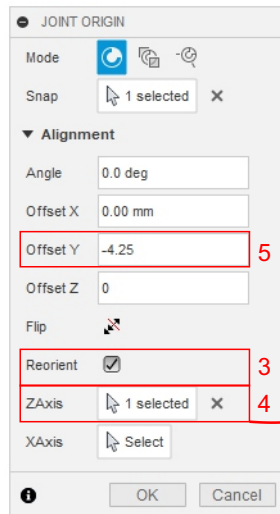 JOINT ORIGIN
Mode
Snap 1 selected
Alignment
Angle 0.0 deg
Offset X 0.00 mm
Offset Y -4.25 5
Offset Z 0
Flip
Reorient 3
ZAxis 1 selected 4
XAxis Select
OK Cancel